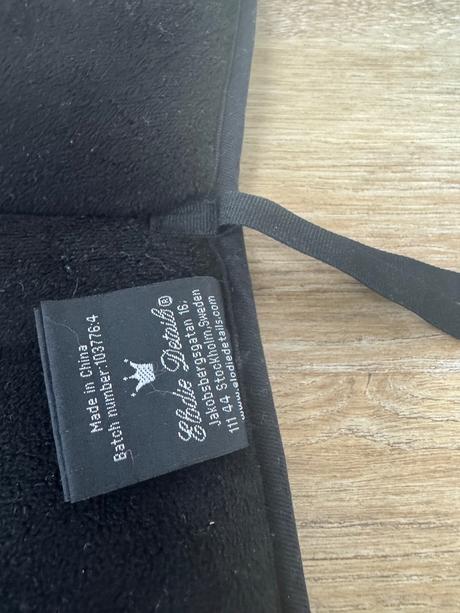 Made in China
Batch number:103776:4
Elodie Details®
Jakobsbergsgatan 16,
111 44 Stockholm,Sweden
www.elodiedetails.com